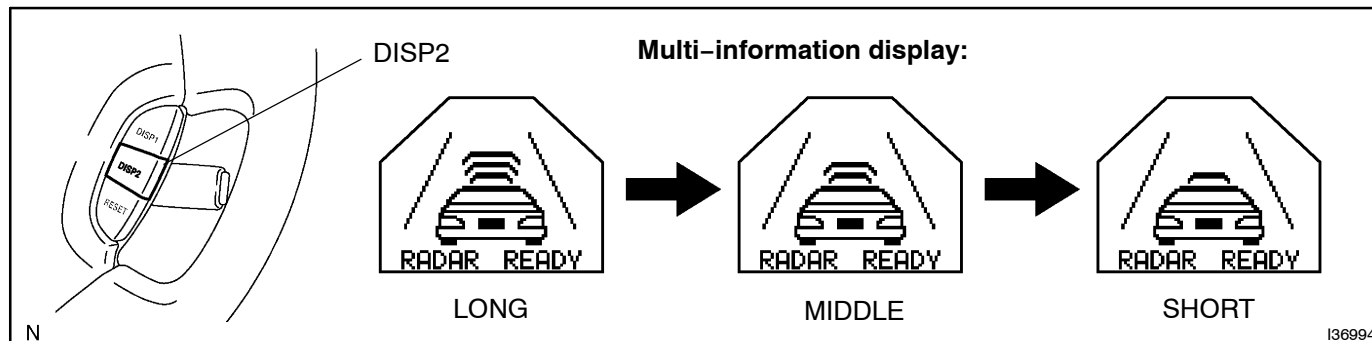 DISP2
Multi−information display:
DISP1
DISP2
RESET
RADAR READY
RADAR READY
RADAR READY
LONG
MIDDLE
SHORT
N
I36994